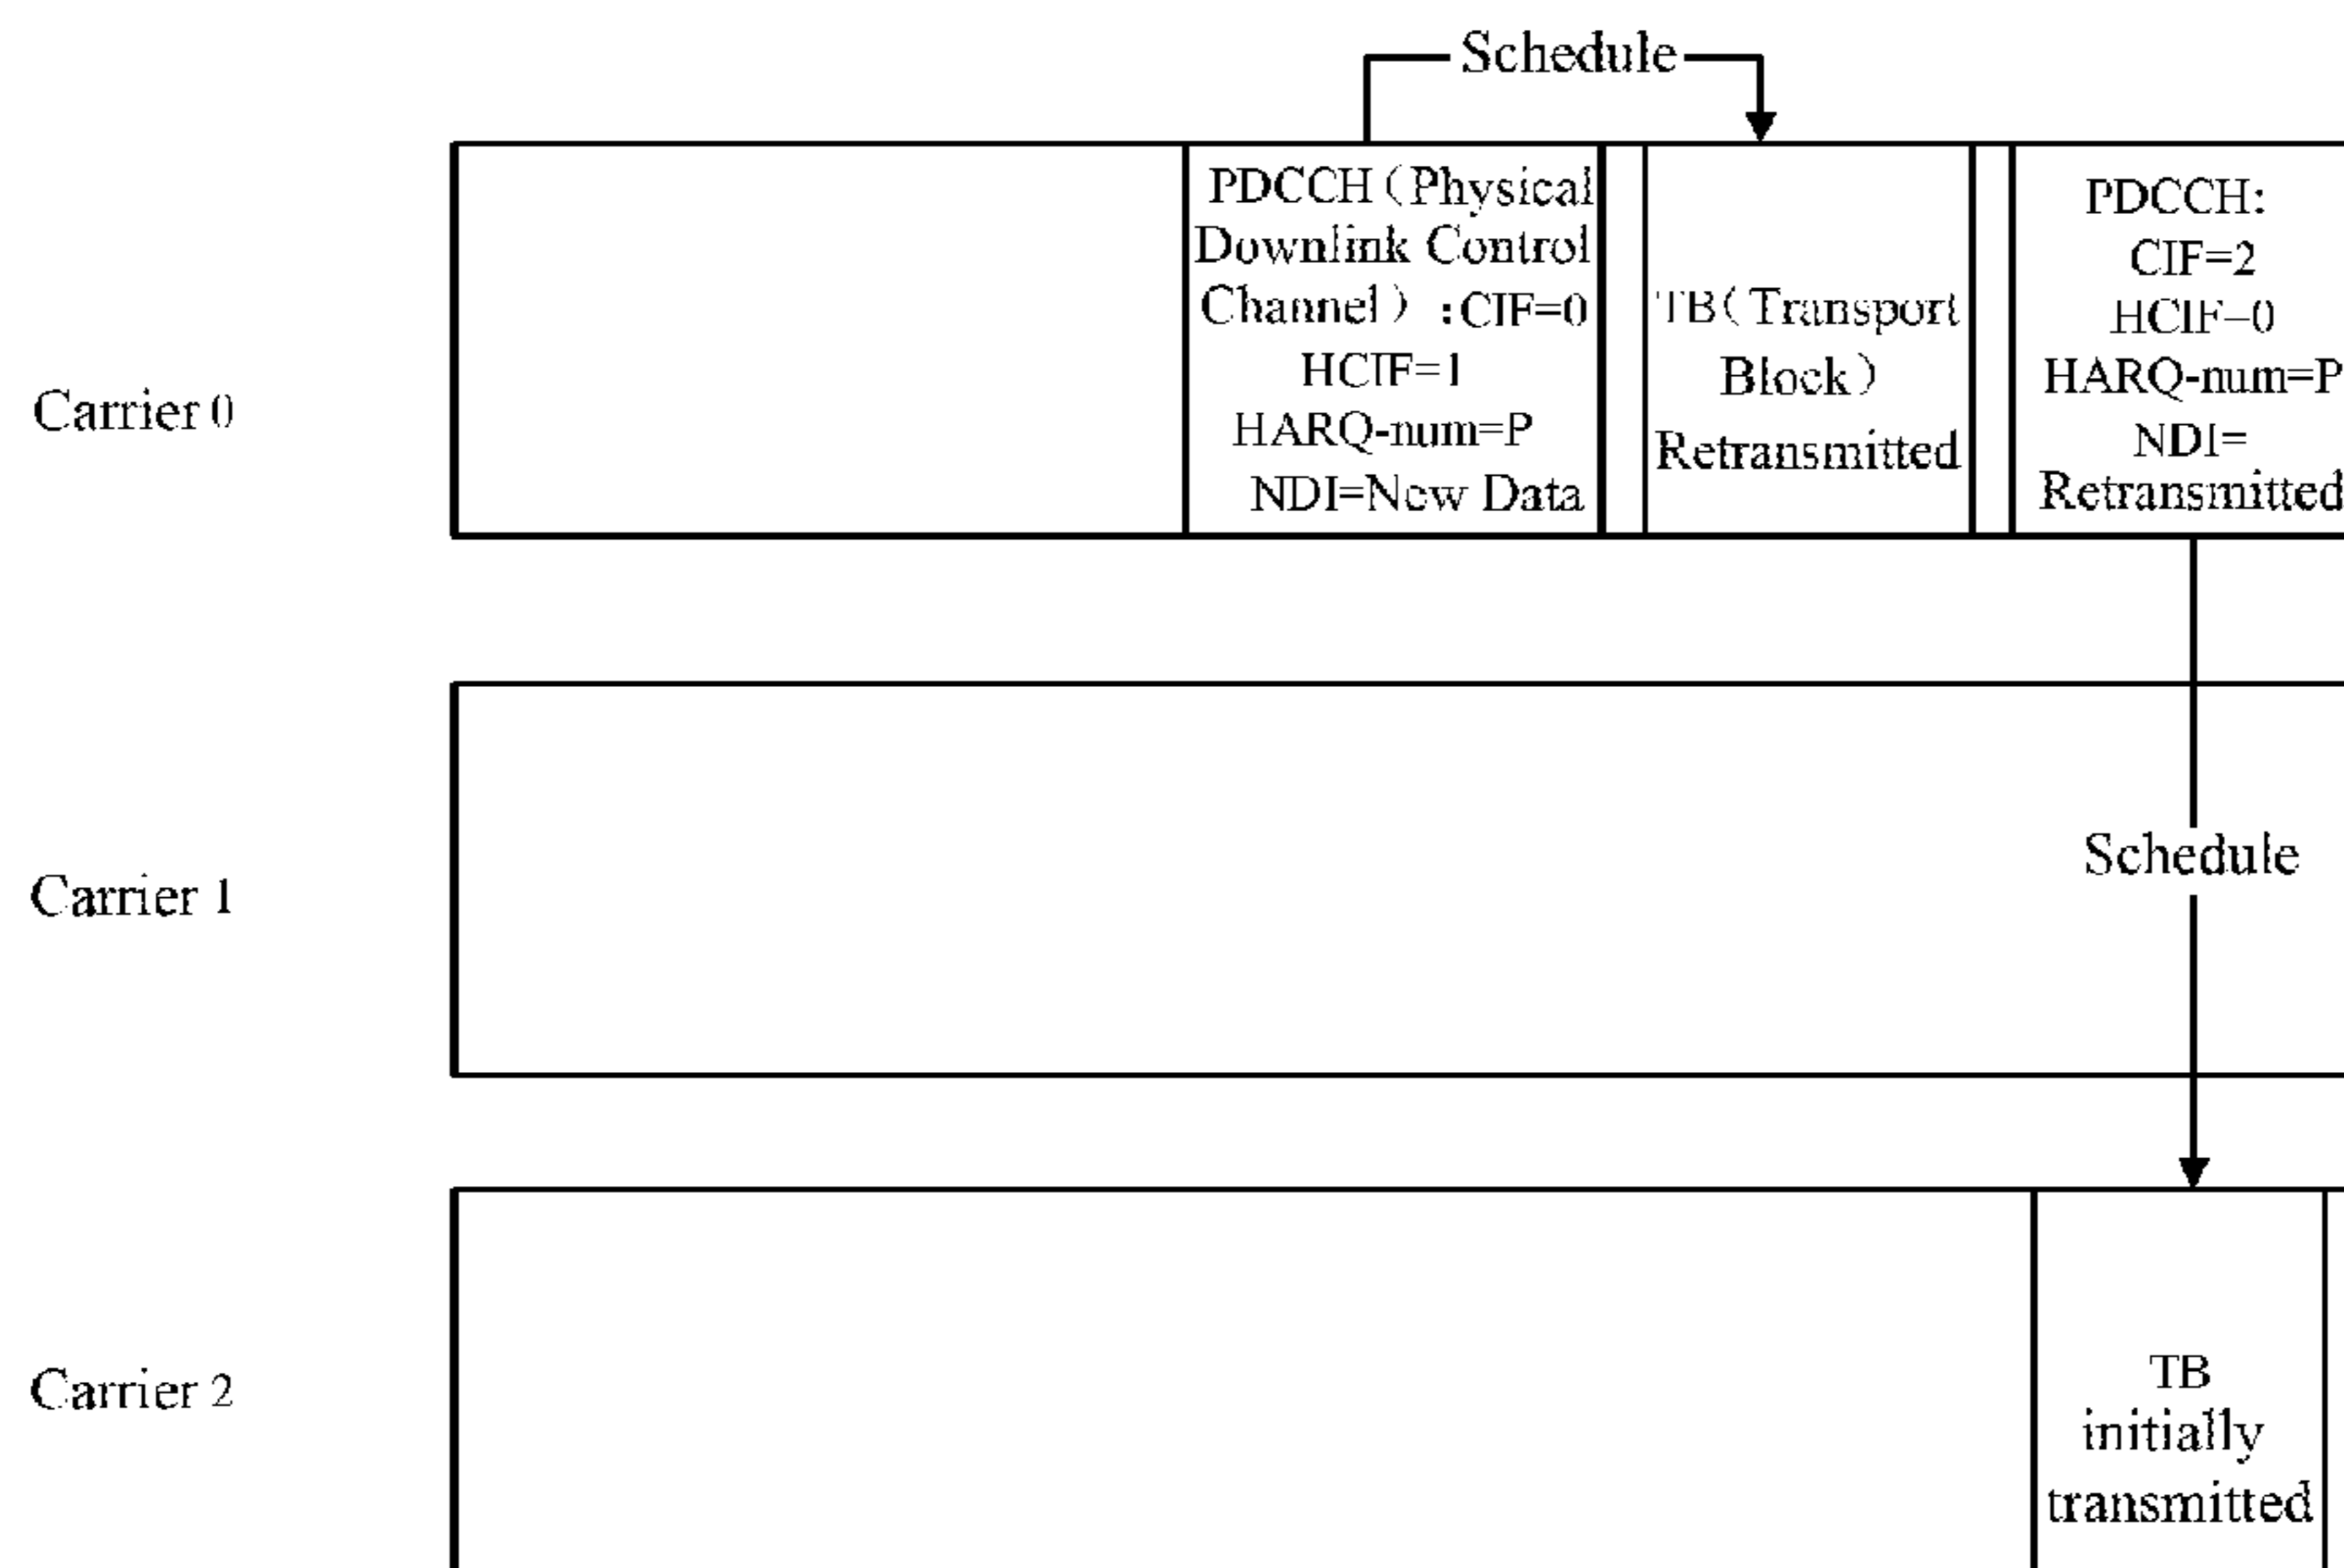 Schedule
PDCCH（Physical
Downlink Control
Channel）:CIF=0
HCIF=1
HARQ-num=P
NDI=New Data
TB（Transport
Block）
Retransmitted
PDCCH:
CIF=2
HCIF=0
HARQ-num=P
NDI=
Retransmitted
Carrier 0
Carrier 1
Schedule
Carrier 2
TB
initially
transmitted